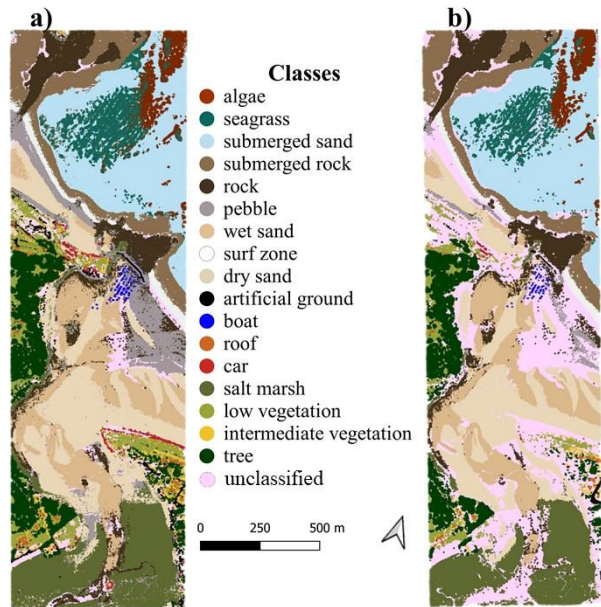 a)
b)
Classes
algae
seagrass
submerged sand
submerged rock
rock
pebble
wet sand
surf zone
dry sand
artificial ground
boat
roof
car
salt marsh
low vegetation
intermediate vegetation
tree
unclassified
0 250 500 m